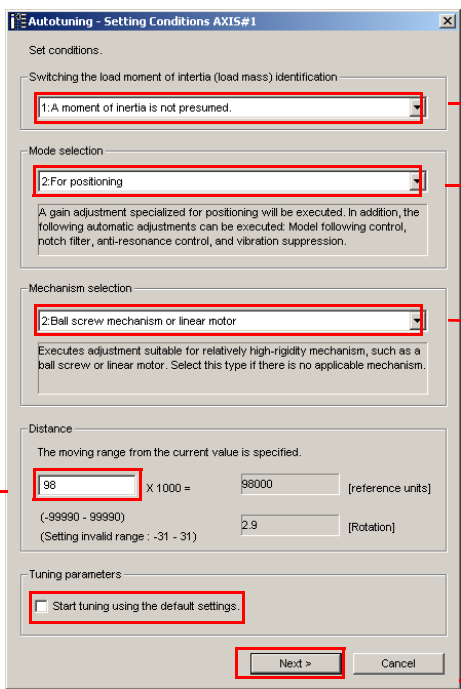 Autotuning - Setting Conditions AXIS#1
Set conditions.
Switching the load moment of intertia (load mass) identification
1:A moment of inertia is not presumed.
Mode selection
2:For positioning
A gain adjustment specialized for positioning will be executed. In addition, the
following automatic adjustments can be executed: Model following control,
notch filter, anti-resonance control, and vibration suppression.
Mechanism selection
2:Ball screw mechanism or linear motor
Executes adjustment suitable for relatively high-rigidity mechanism, such as a
ball screw or linear motor. Select this type if there is no applicable mechanism.
Distance
The moving range from the current value is specified.
98 X 1000 = 98000 [reference units]
(-99990 - 99990)
2.9 [Rotation]
(Setting invalid range : -31 - 31)
Tuning parameters
Start tuning using the default settings.
Next > Cancel